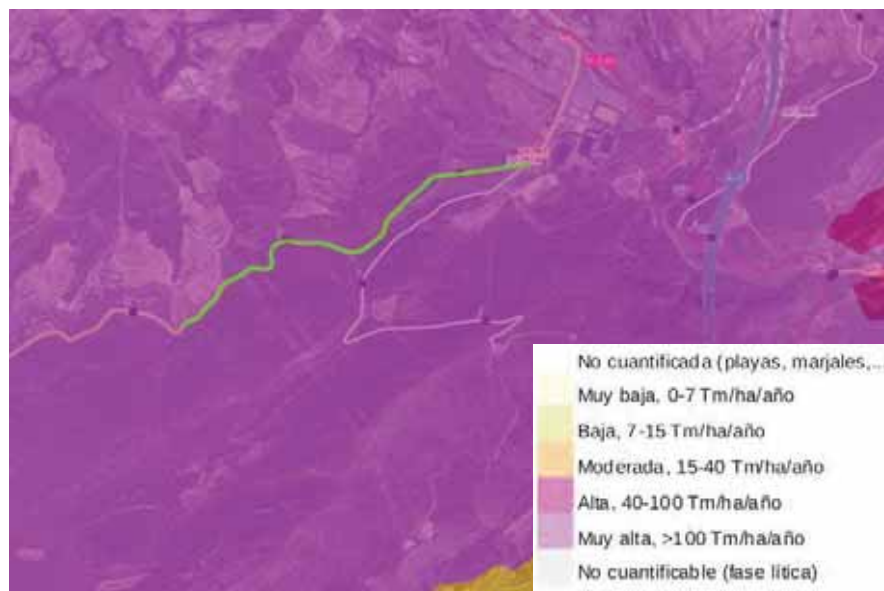 No cuantificada (playas, marjales,...
Muy baja, 0-7 Tm/ha/año
Baja, 7-15 Tm/ha/año
Moderada, 15-40 Tm/ha/año
Alta, 40-100 Tm/ha/año
Muy alta, >100 Tm/ha/año
No cuantificable (fase lítica)